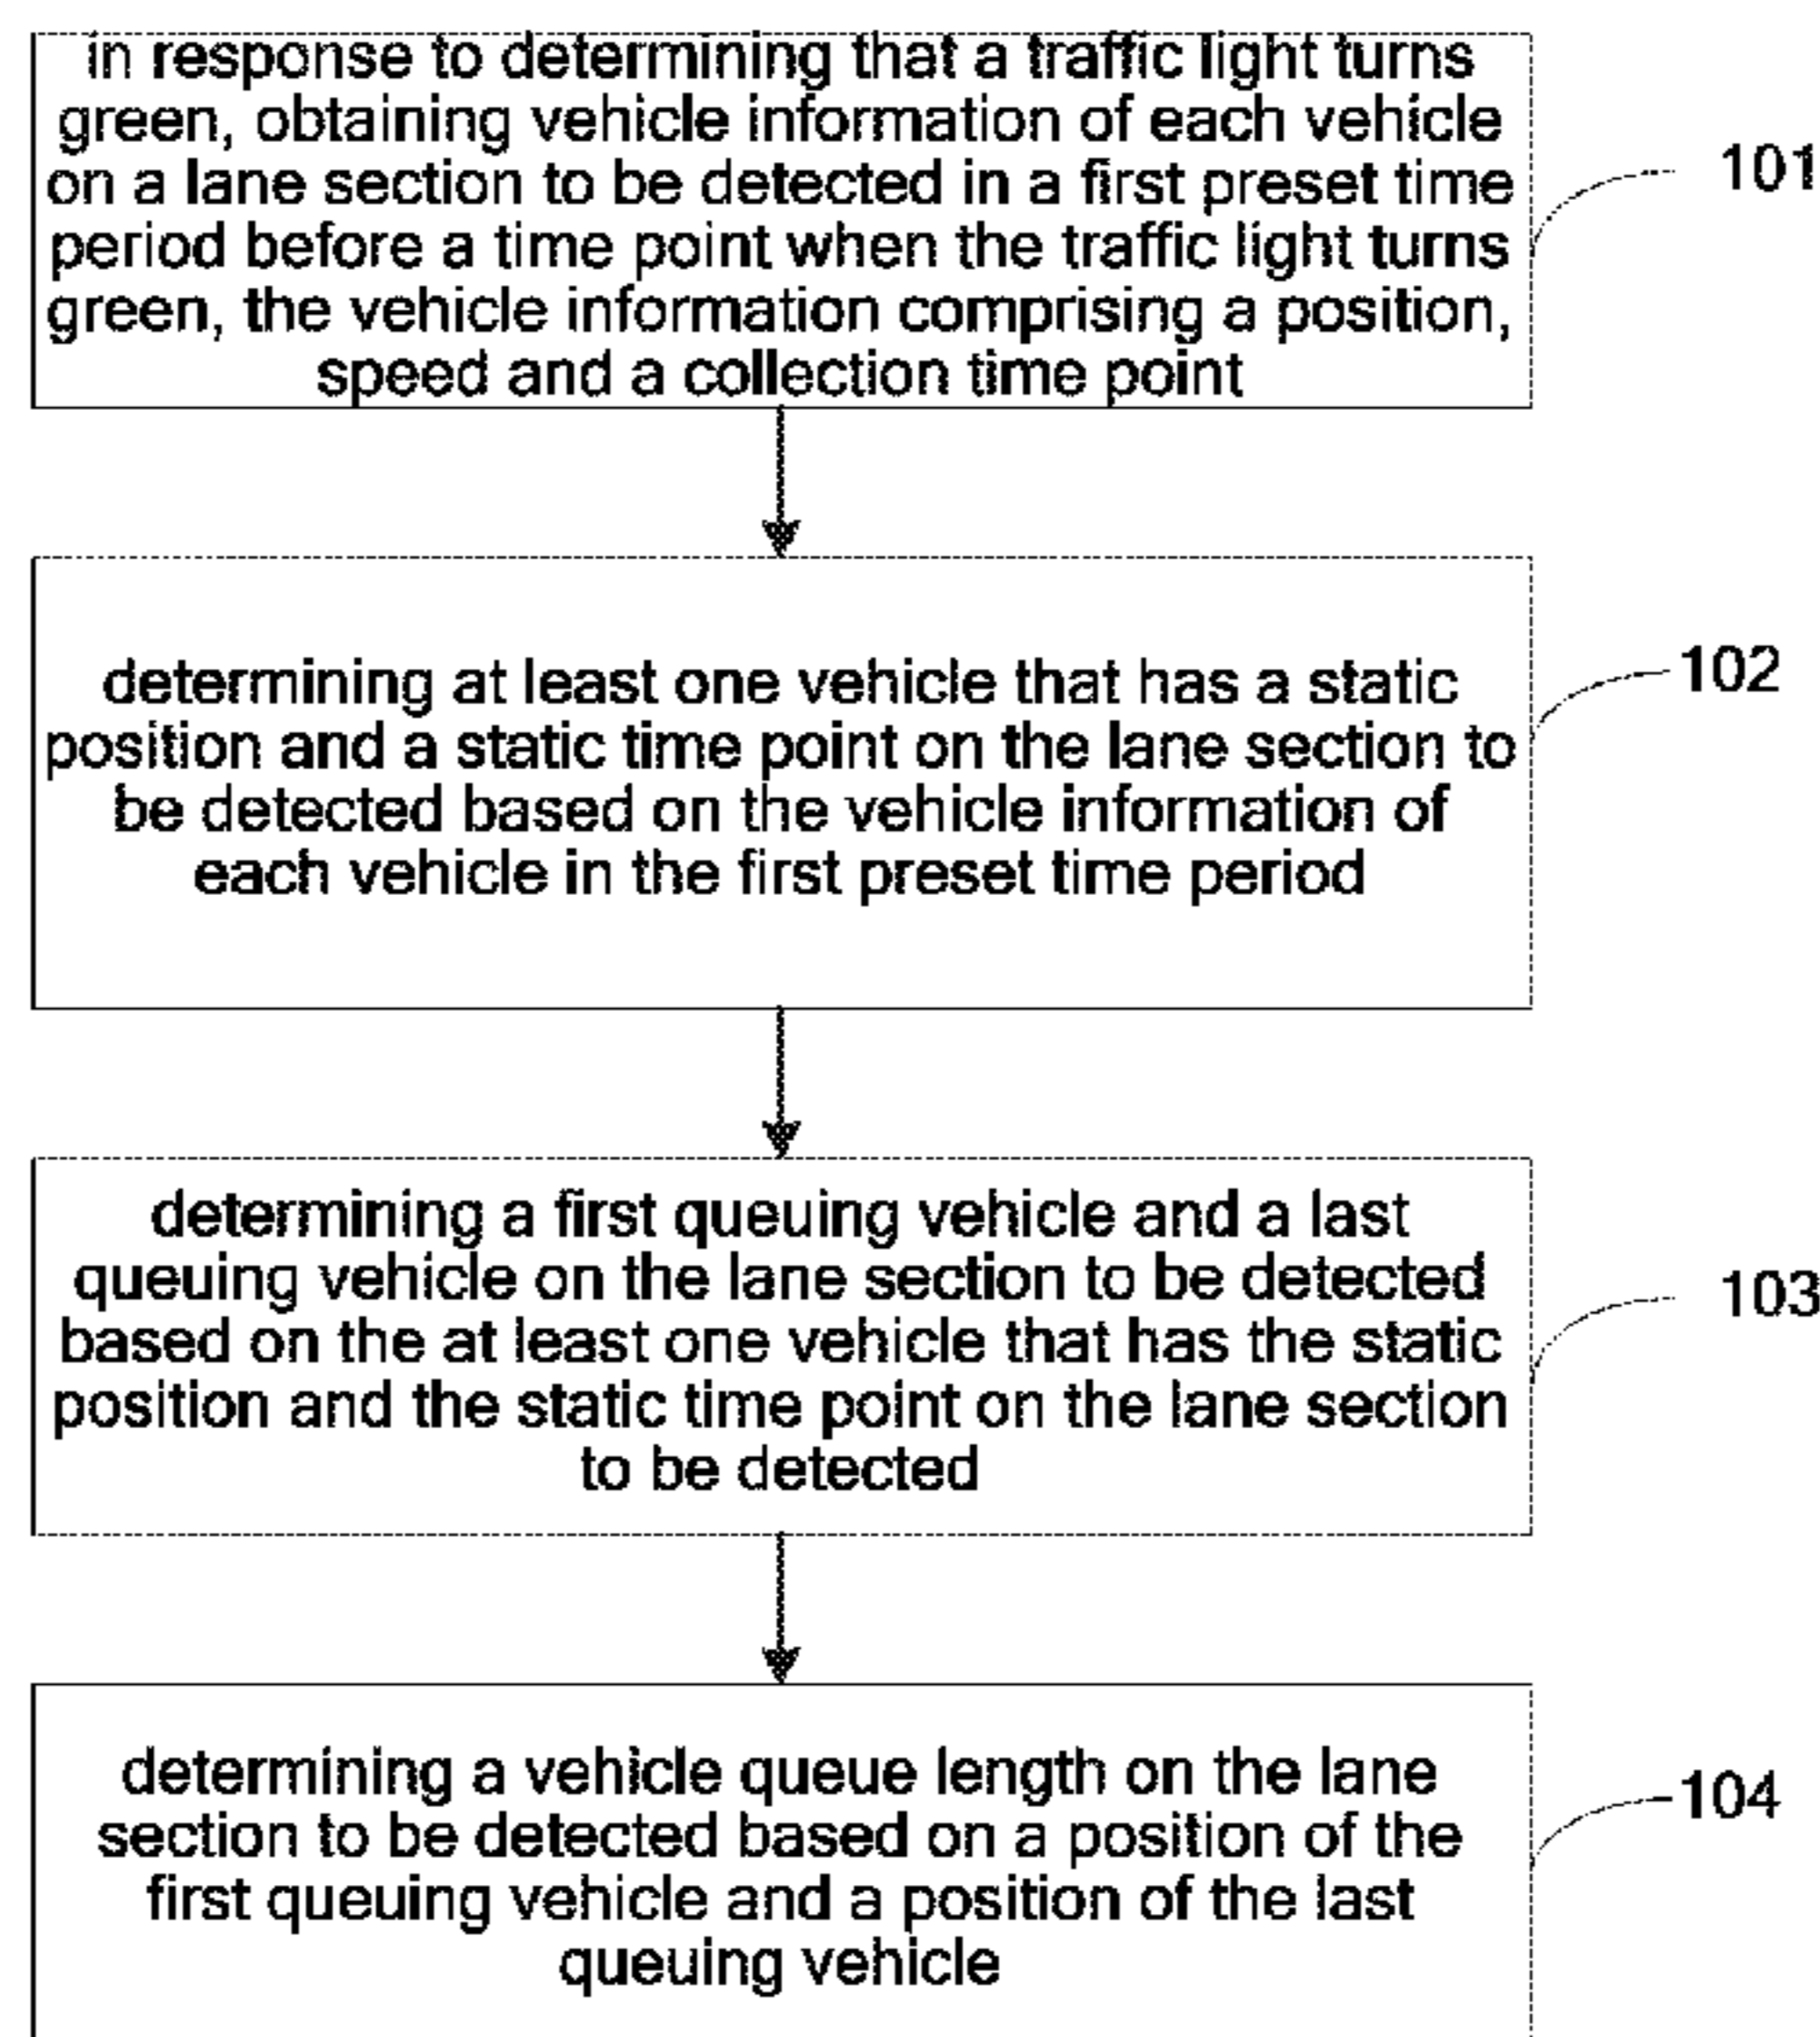 in response to determining that a traffic light turns
green, obtaining vehicle information of each vehicle
on a lane section to be detected in a first preset time
period before a time point when the traffic light turns
green, the vehicle information comprising a position,
speed and a collection time point
101
determining at least one vehicle that has a static
position and a static time point on the lane section to
be detected based on the vehicle information of
each vehicle in the first preset time period
102
determining a first queuing vehicle and a last
queuing vehicle on the lane section to be detected
based on the at least one vehicle that has the static
position and the static time point on the lane section
to be detected
103
determining a vehicle queue length on the lane
section to be detected based on a position of the
first queuing vehicle and a position of the last
queuing vehicle
104